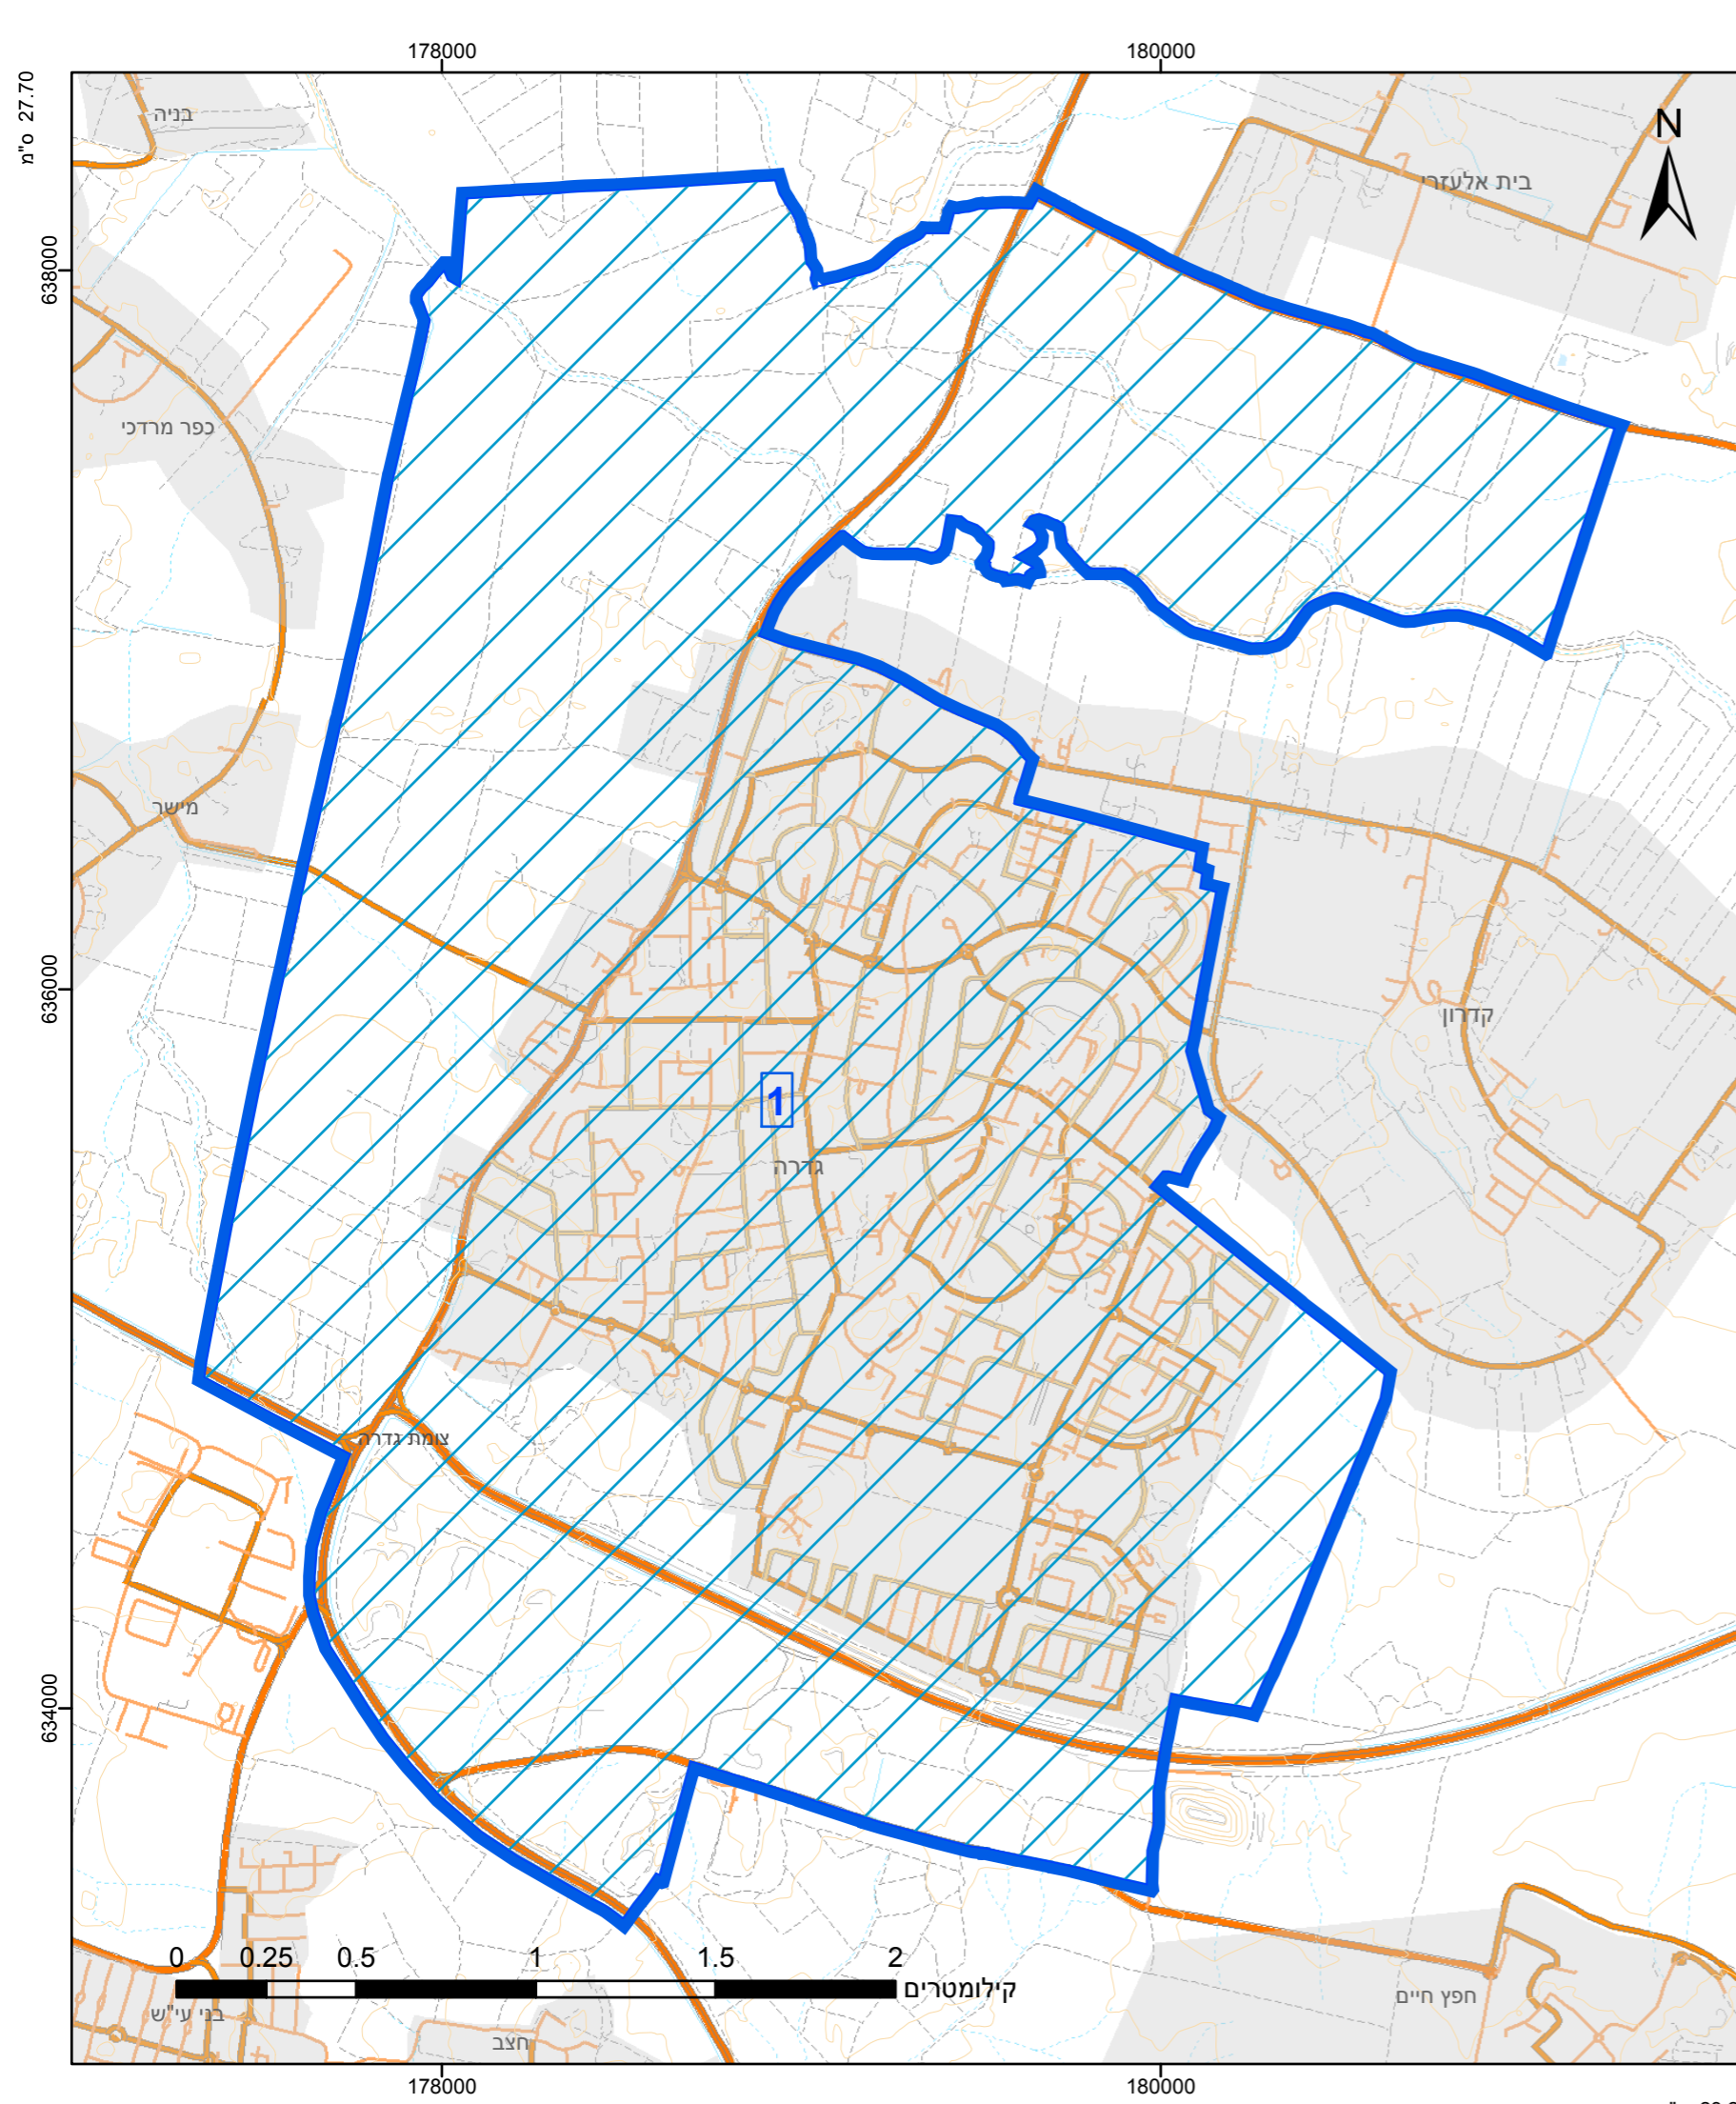 178000
180000
27.70 ס"מ
N
בניה
בית אלעזרי
638000
כפר מרדכי
מישר
636000
קדרון
1
גדרה
צומת גדרה
634000
0 0.25 0.5 1 1.5 2
קילומטרים
חפץ חיים
בני עי"ש
חצב
178000
180000